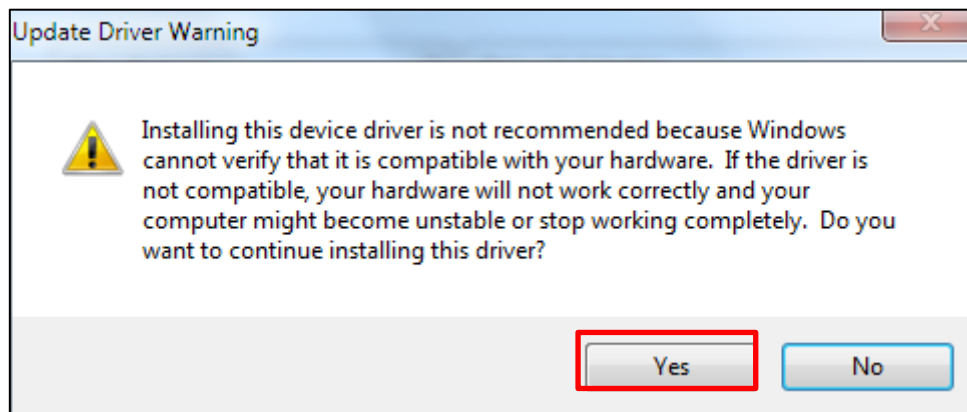 Update Driver Warning
Installing this device driver is not recommended because Windows
cannot verify that it is compatible with your hardware.  If the driver is
not compatible, your hardware will not work correctly and your
computer might become unstable or stop working completely.  Do you
want to continue installing this driver?
Yes
No